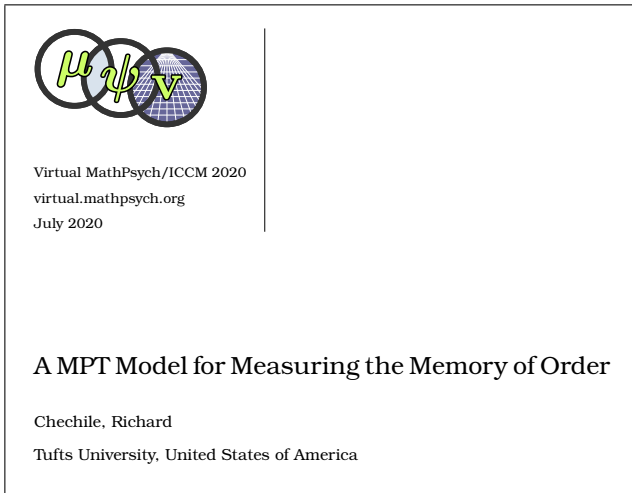 μ ψ v
Virtual MathPsych/ICCM 2020
virtual.mathpsych.org
July 2020
A MPT Model for Measuring the Memory of Order
Chechile, Richard
Tufts University, United States of America